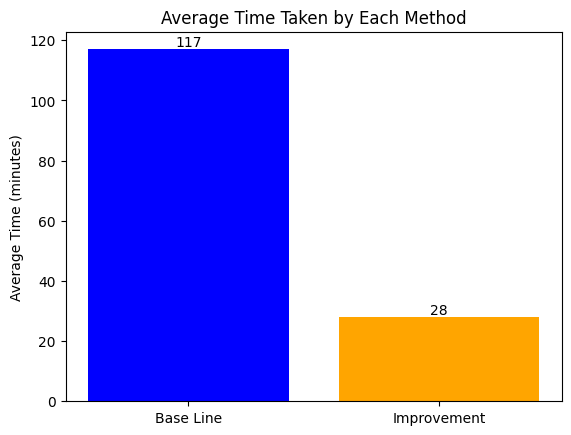 Average Time Taken by Each Method
Average Time (minutes)
120
100
80
60
40
20
0
117
28
Base Line
Improvement